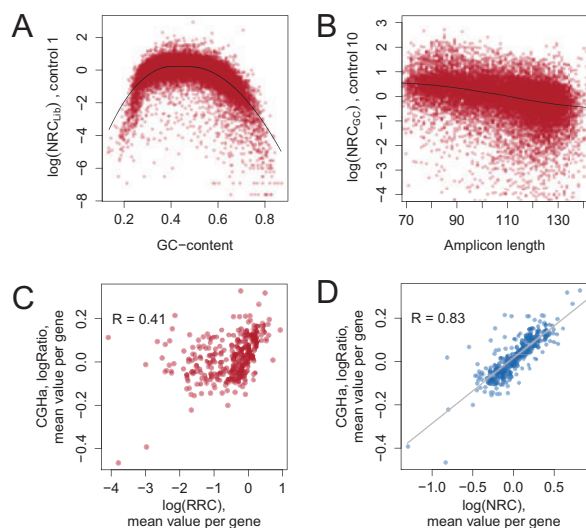 A
log(NRC_Lib) , control 1
2
0
−2
−4
−6
−8
0.2 0.4 0.6 0.8
GC−content
B
log(NRC_GC) , control 10
3
2
1
0
−1
−2
−3
−4
70 90 110 130
Amplicon length
C
CGHa, logRatio,
mean value per gene
R = 0.41
0.2
0.0
−0.2
−0.4
−4 −3 −2 −1 0 1
log(RRC),
mean value per gene
D
CGHa, logRatio,
mean value per gene
R = 0.83
0.2
0.0
−0.2
−0.4
−1.0 0.0 0.5
log(NRC),
mean value per gene